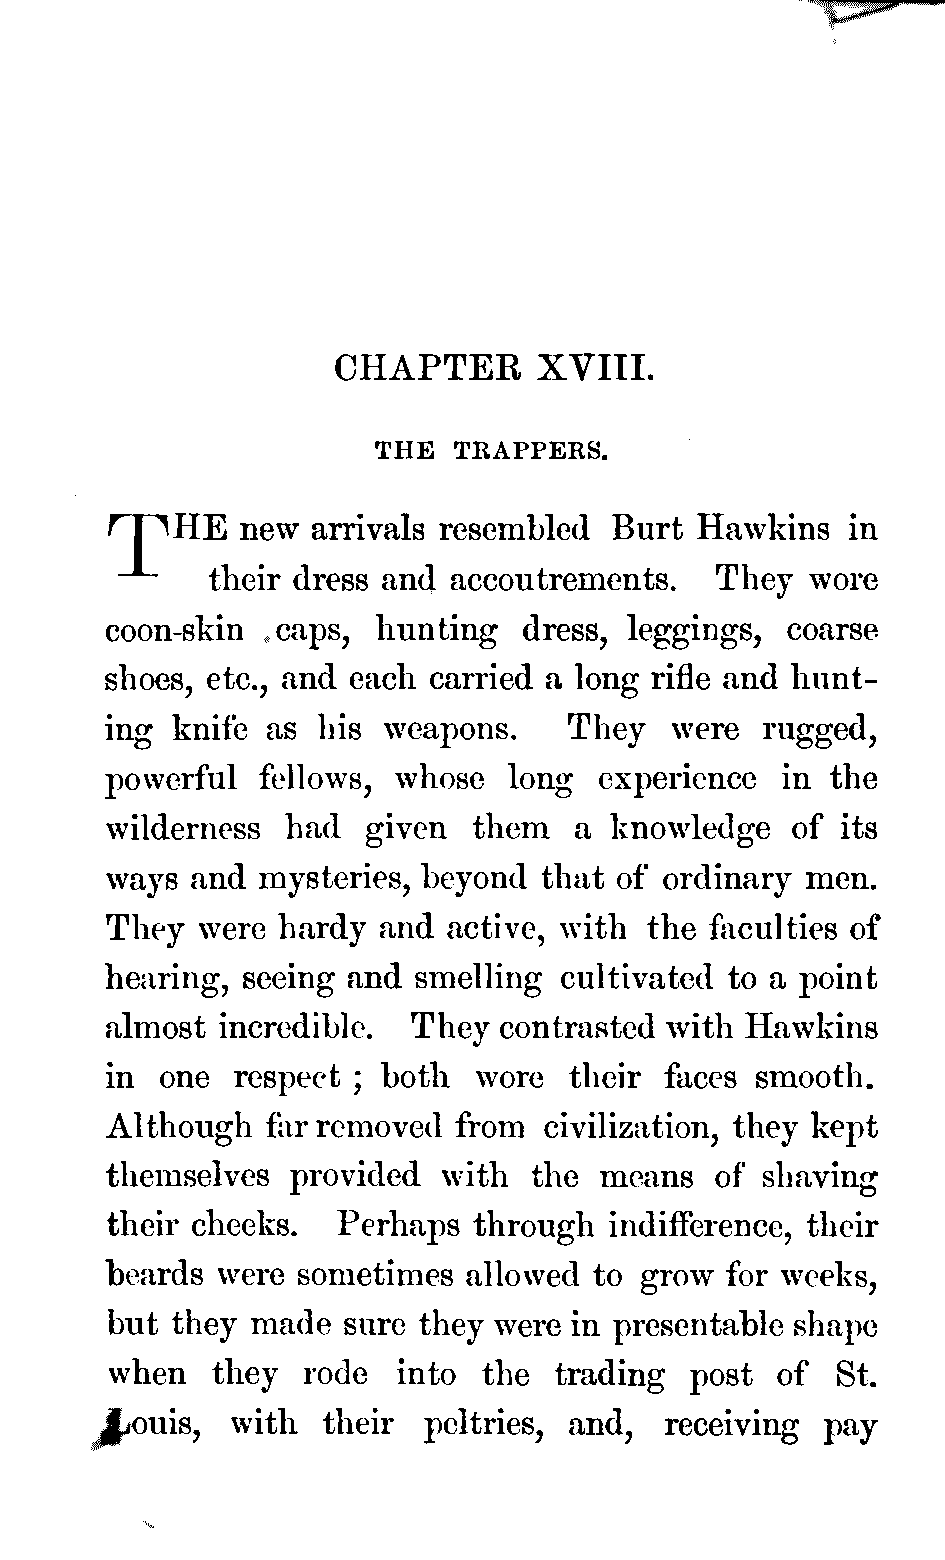 CHAPTER XVIII.
THE TRAPPERS.
THE new arrivals resembled Burt Hawkins in
their dress and accoutrements. They wore
coon-skin caps, hunting dress, leggings, coarse
shoes, etc., and each carried a long rifle and hunt-
ing knife as his weapons. They were rugged,
powerful fellows, whose long experience in the
wilderness had given them a knowledge of its
ways and mysteries, beyond that of ordinary men.
They were hardy and active, with the faculties of
hearing, seeing and smelling cultivated to a point
almost incredible. They contrasted with Hawkins
in one respect ; both wore their faces smooth.
Although far removed from civilization, they kept
themselves provided with the means of shaving
their cheeks. Perhaps through indifference, their
beards were sometimes allowed to grow for weeks,
but they made sure they were in presentable shape
when they rode into the trading post of St.
Louis, with their peltries, and, receiving pay